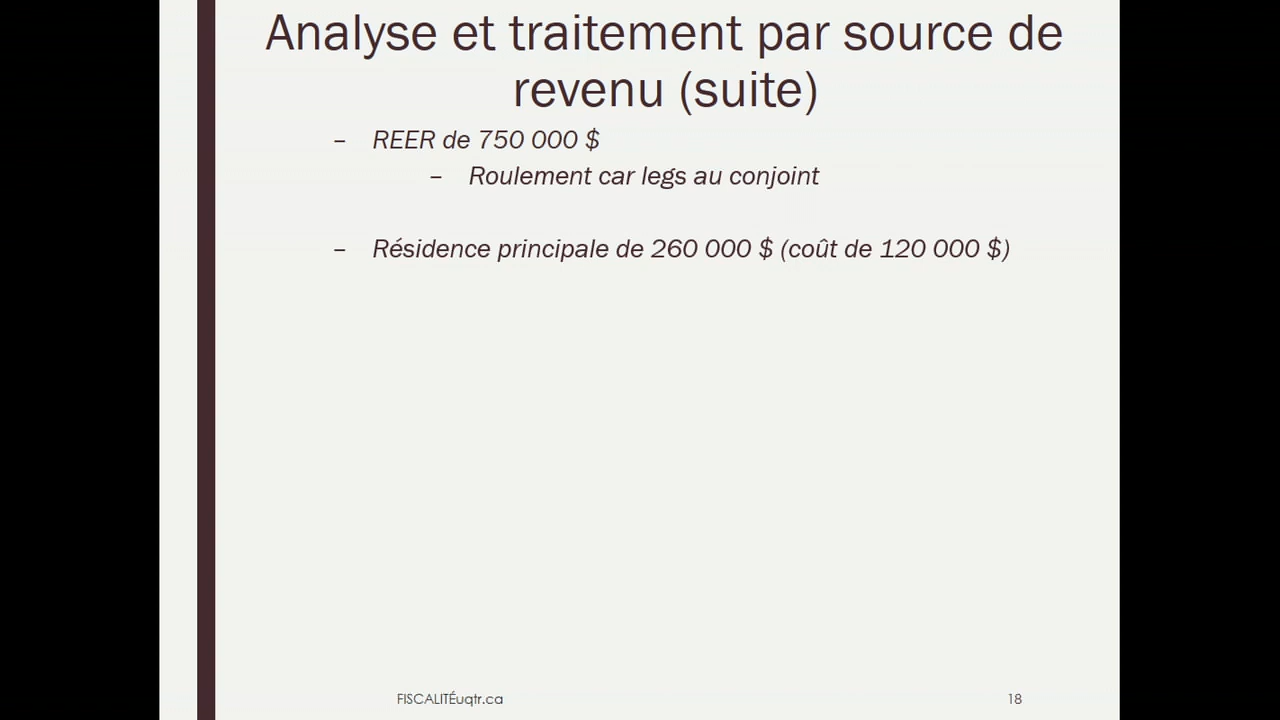 Analyse et traitement par source de
revenu (suite)
– REER de 750 000 $
– Roulement car legs au conjoint
– Résidence principale de 260 000 $ (coût de 120 000 $)
FISCALITÉuqtr.ca
18